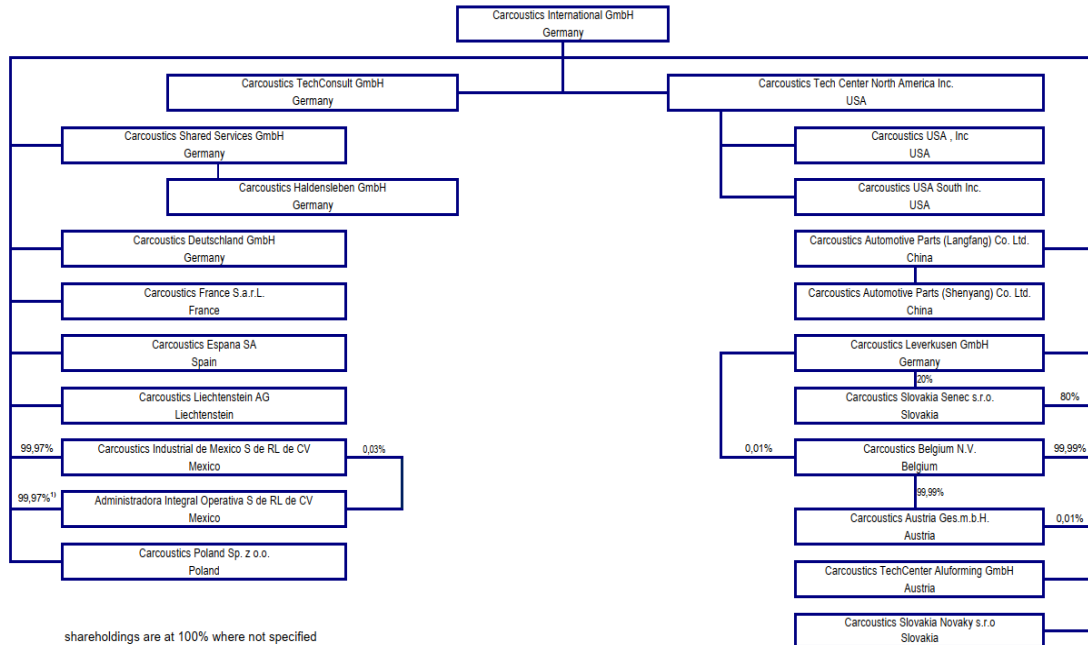 Carcoustics International GmbH
Germany
Carcoustics TechConsult GmbH
Germany
Carcoustics Tech Center North America Inc.
USA
Carcoustics Shared Services GmbH
Germany
Carcoustics USA , Inc
USA
Carcoustics Haldensleben GmbH
Germany
Carcoustics USA South Inc.
USA
Carcoustics Deutschland GmbH
Germany
Carcoustics Automotive Parts (Langfang) Co. Ltd.
China
Carcoustics France S.a.r.L.
France
Carcoustics Automotive Parts (Shenyang) Co. Ltd.
China
Carcoustics Espana SA
Spain
Carcoustics Leverkusen GmbH
Germany
20%
Carcoustics Liechtenstein AG
Liechtenstein
Carcoustics Slovakia Senec s.r.o.
Slovakia
80%
99,97%
Carcoustics Industrial de Mexico S de RL de CV
Mexico
0,03%
0,01%
Carcoustics Belgium N.V.
Belgium
99,99%
99,99%
99,97%¹⁾
Administradora Integral Operativa S de RL de CV
Mexico
Carcoustics Austria Ges.m.b.H.
Austria
0,01%
Carcoustics Poland Sp. z o.o.
Poland
Carcoustics TechCenter Aluforming GmbH
Austria
Carcoustics Slovakia Novaky s.r.o
Slovakia
shareholdings are at 100% where not specified